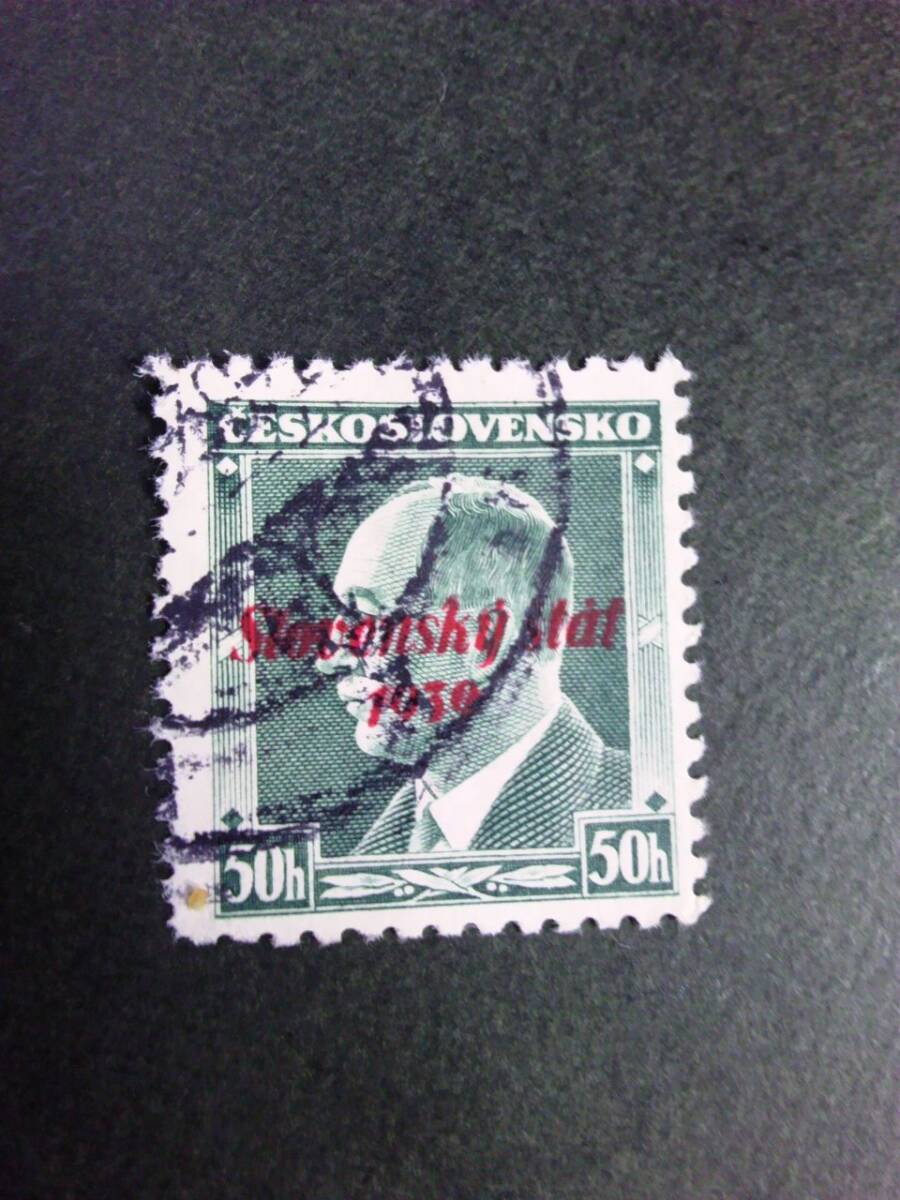 ČESKOSLOVENSKO
Slovenský štát
1939
50h 50h